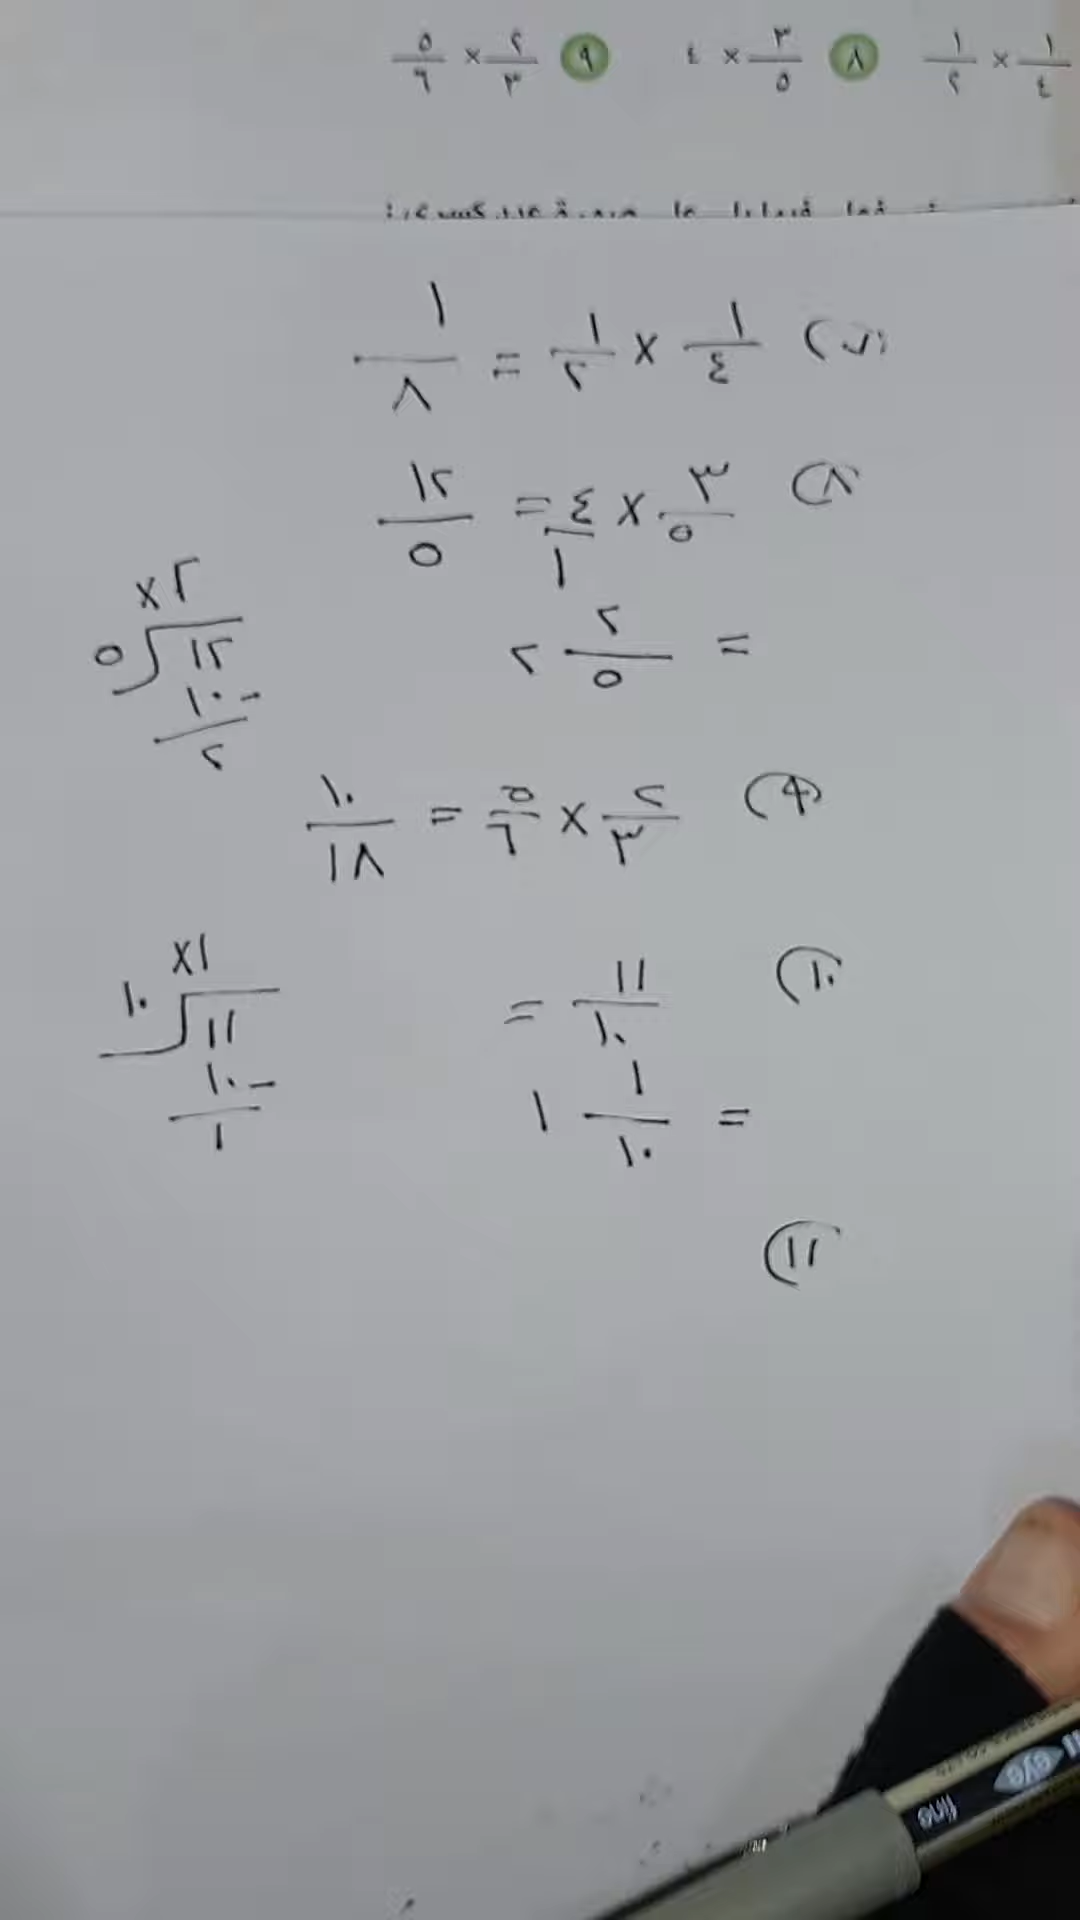 ١/٤ × ١/٢ ٨ ٣/٥ × ٤ ٩ ٢/٣ × ٥/٦
(٧ ١/٤ × ١/٢ = ١/٨
(٨ ٣/٥ × ٤/١ = ١٢/٥
= ٢ ٢/٥
×٢
٥ ١٢
١٠ -
٢
(٩ ٢/٣ × ٥/٦ = ١٠/١٨
(١٠ ١١/١٠ =
= ١ ١/١٠
×١
١٠ ١١
١٠ -
١
(١١
eye
fine